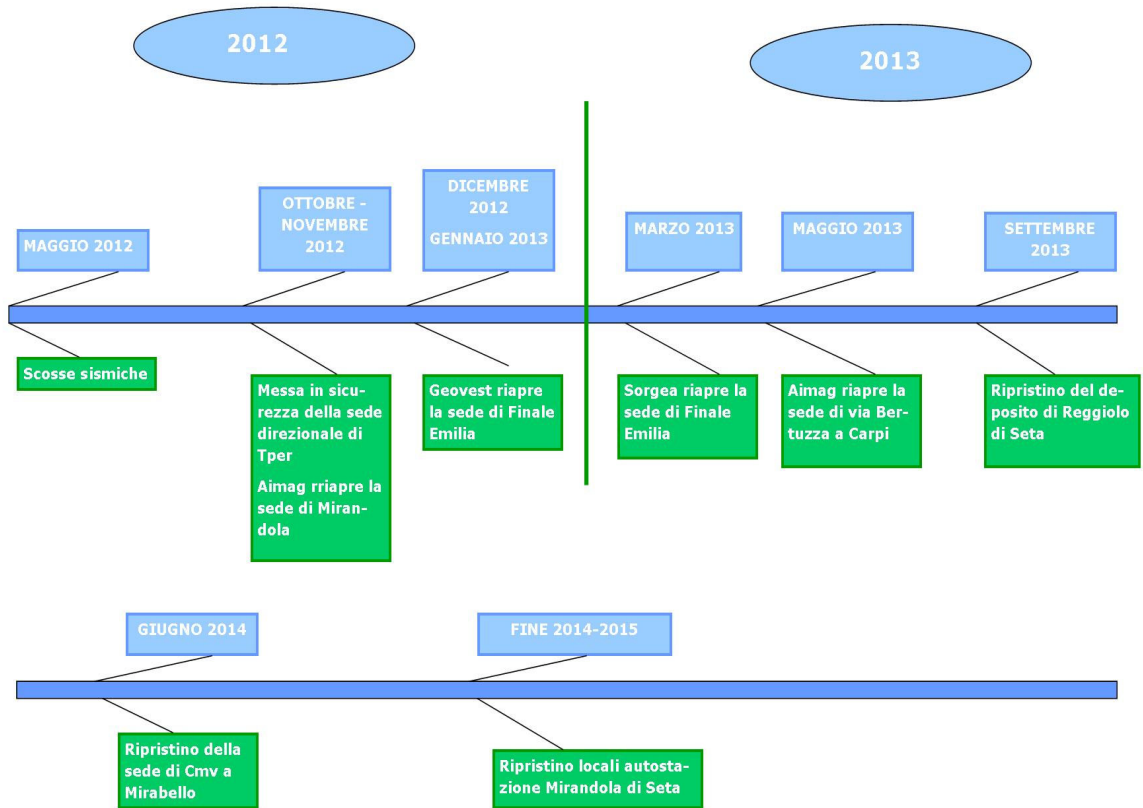 2012
2013
MAGGIO 2012
OTTOBRE -
NOVEMBRE
2012
DICEMBRE
2012
GENNAIO 2013
MARZO 2013
MAGGIO 2013
SETTEMBRE
2013
Scosse sismiche
Messa in sicu-
rezza della sede
direzionale di
Tper
Aimag rriapre la
sede di Miran-
dola
Geovest riapre
la sede di Finale
Emilia
Sorgea riapre la
sede di Finale
Emilia
Aimag riapre la
sede di via Ber-
tuzza a Carpi
Ripristino del de-
posito di Reggiolo
di Seta
GIUGNO 2014
FINE 2014-2015
Ripristino della
sede di Cmv a
Mirabello
Ripristino locali autosta-
zione Mirandola di Seta